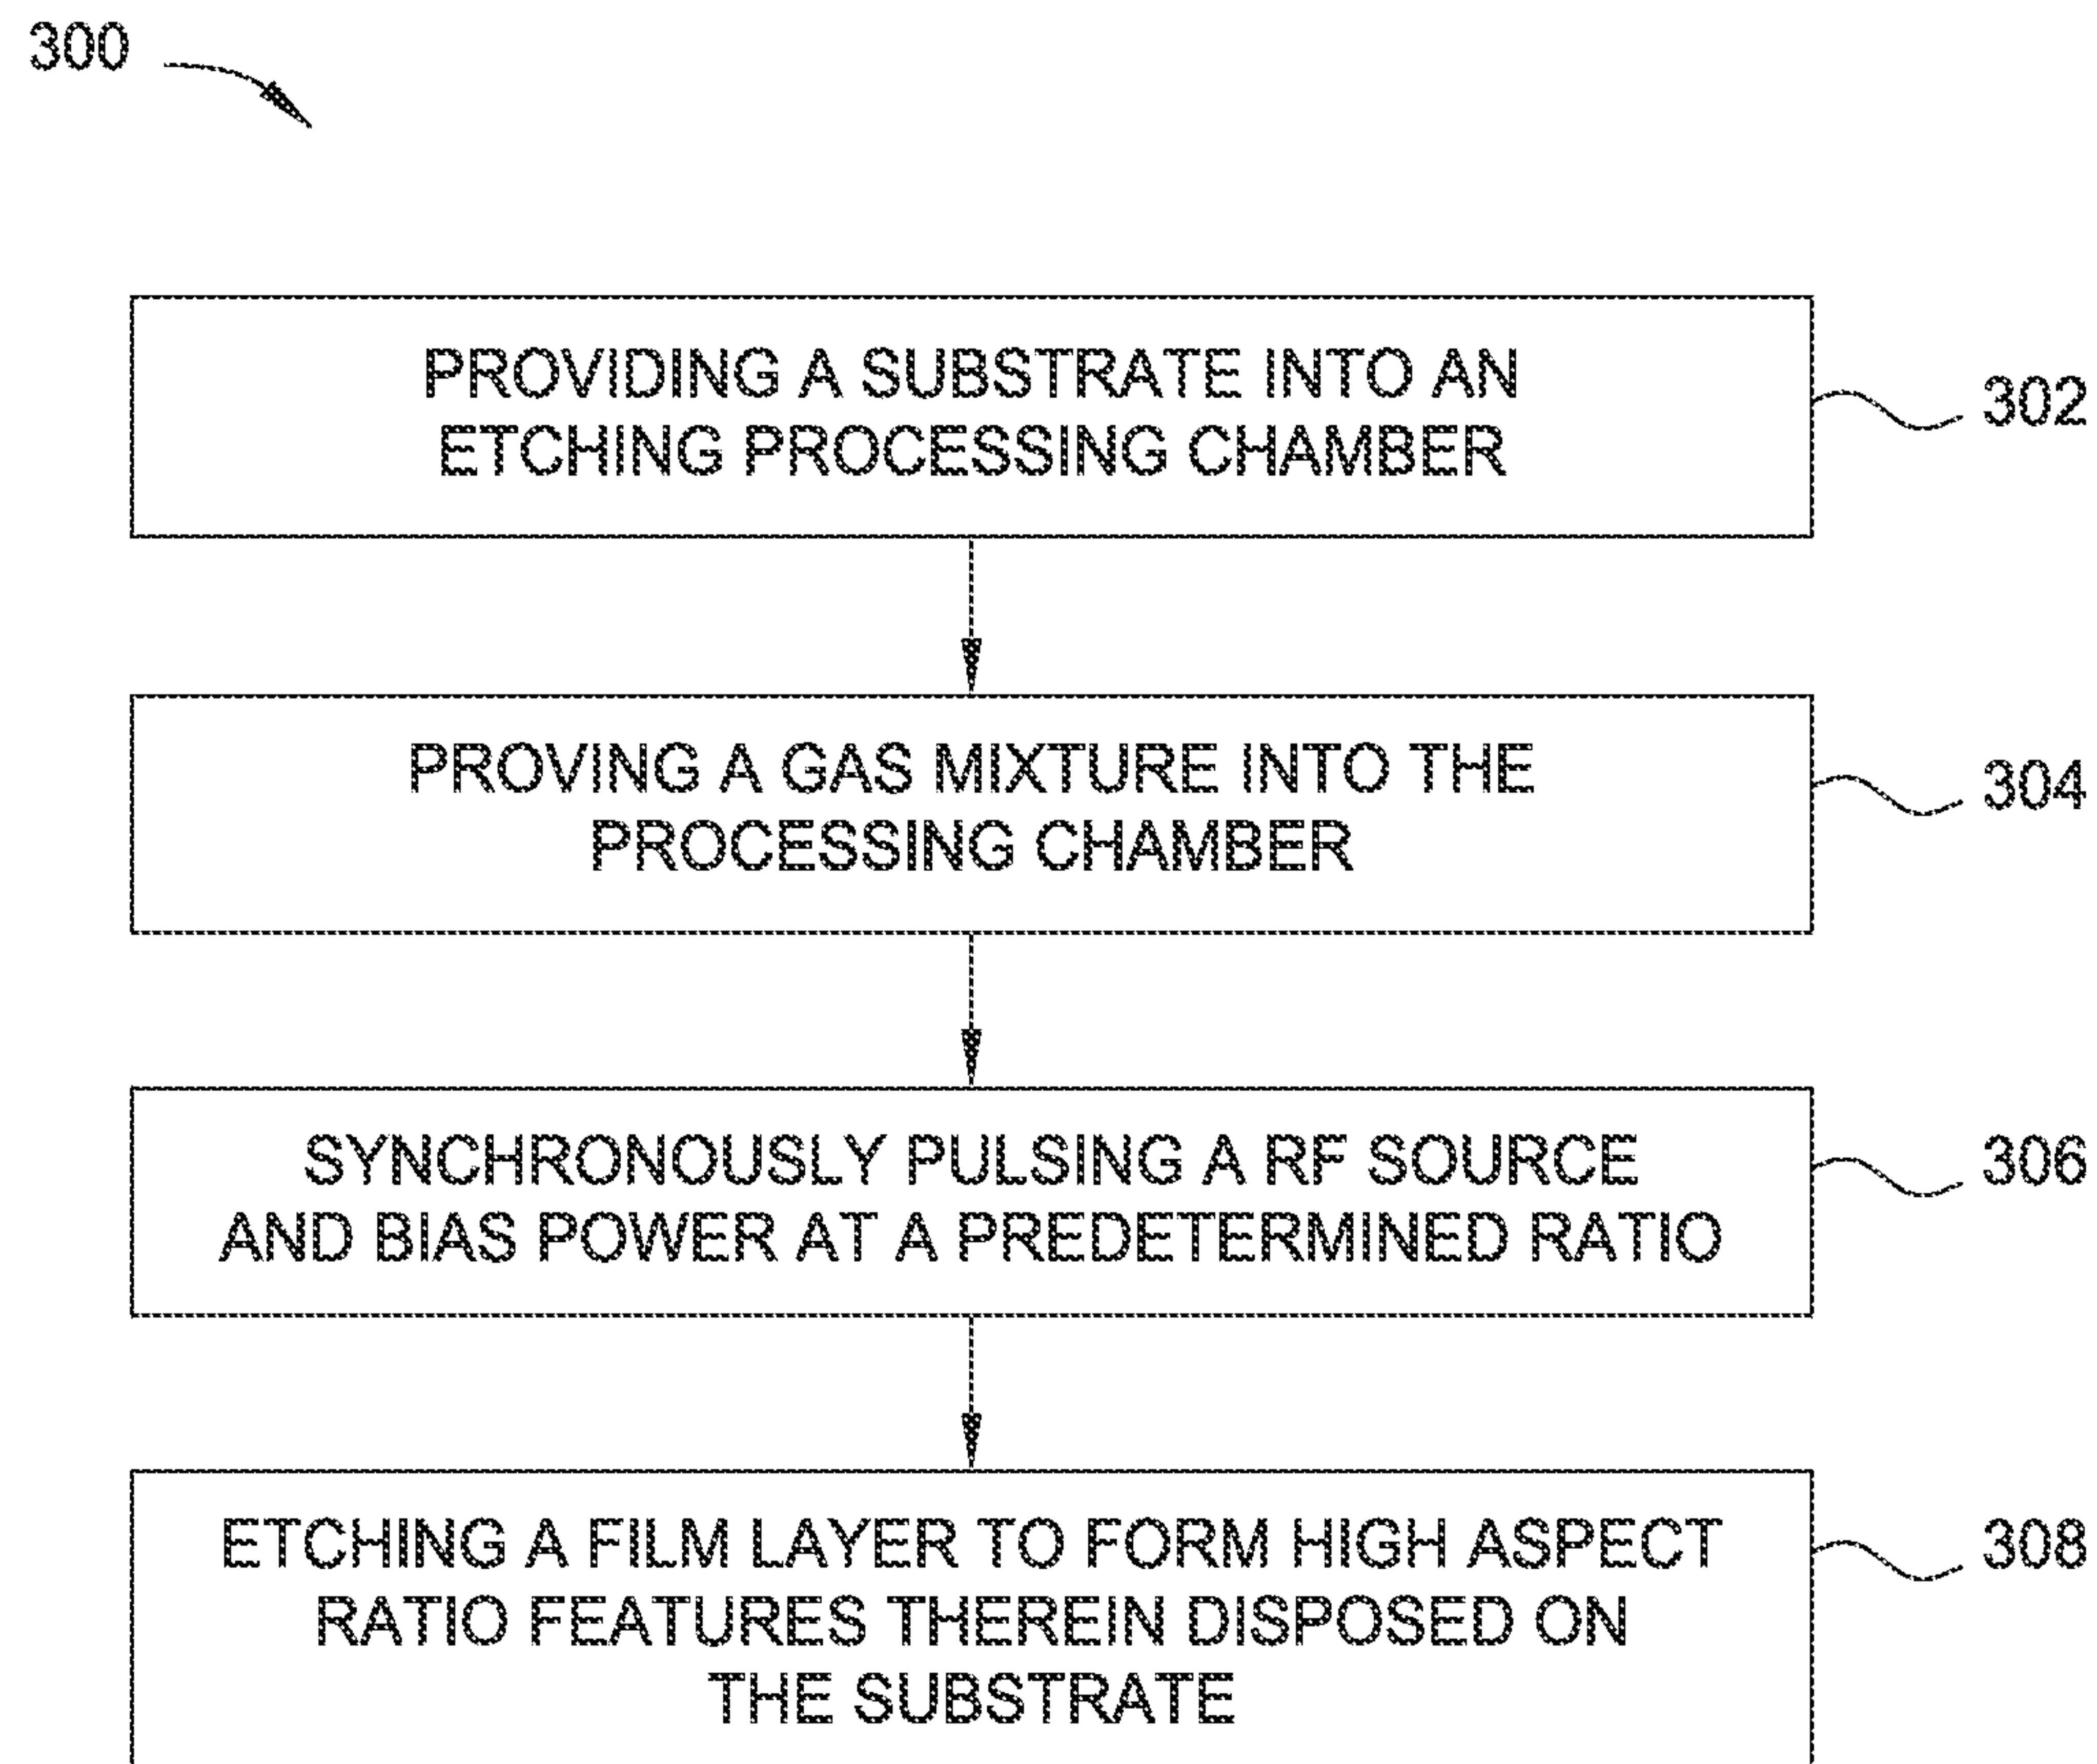 300
PROVIDING A SUBSTRATE INTO AN
ETCHING PROCESSING CHAMBER
302
PROVING A GAS MIXTURE INTO THE
PROCESSING CHAMBER
304
SYNCHRONOUSLY PULSING A RF SOURCE
AND BIAS POWER AT A PREDETERMINED RATIO
306
ETCHING A FILM LAYER TO FORM HIGH ASPECT
RATIO FEATURES THEREIN DISPOSED ON
THE SUBSTRATE
308